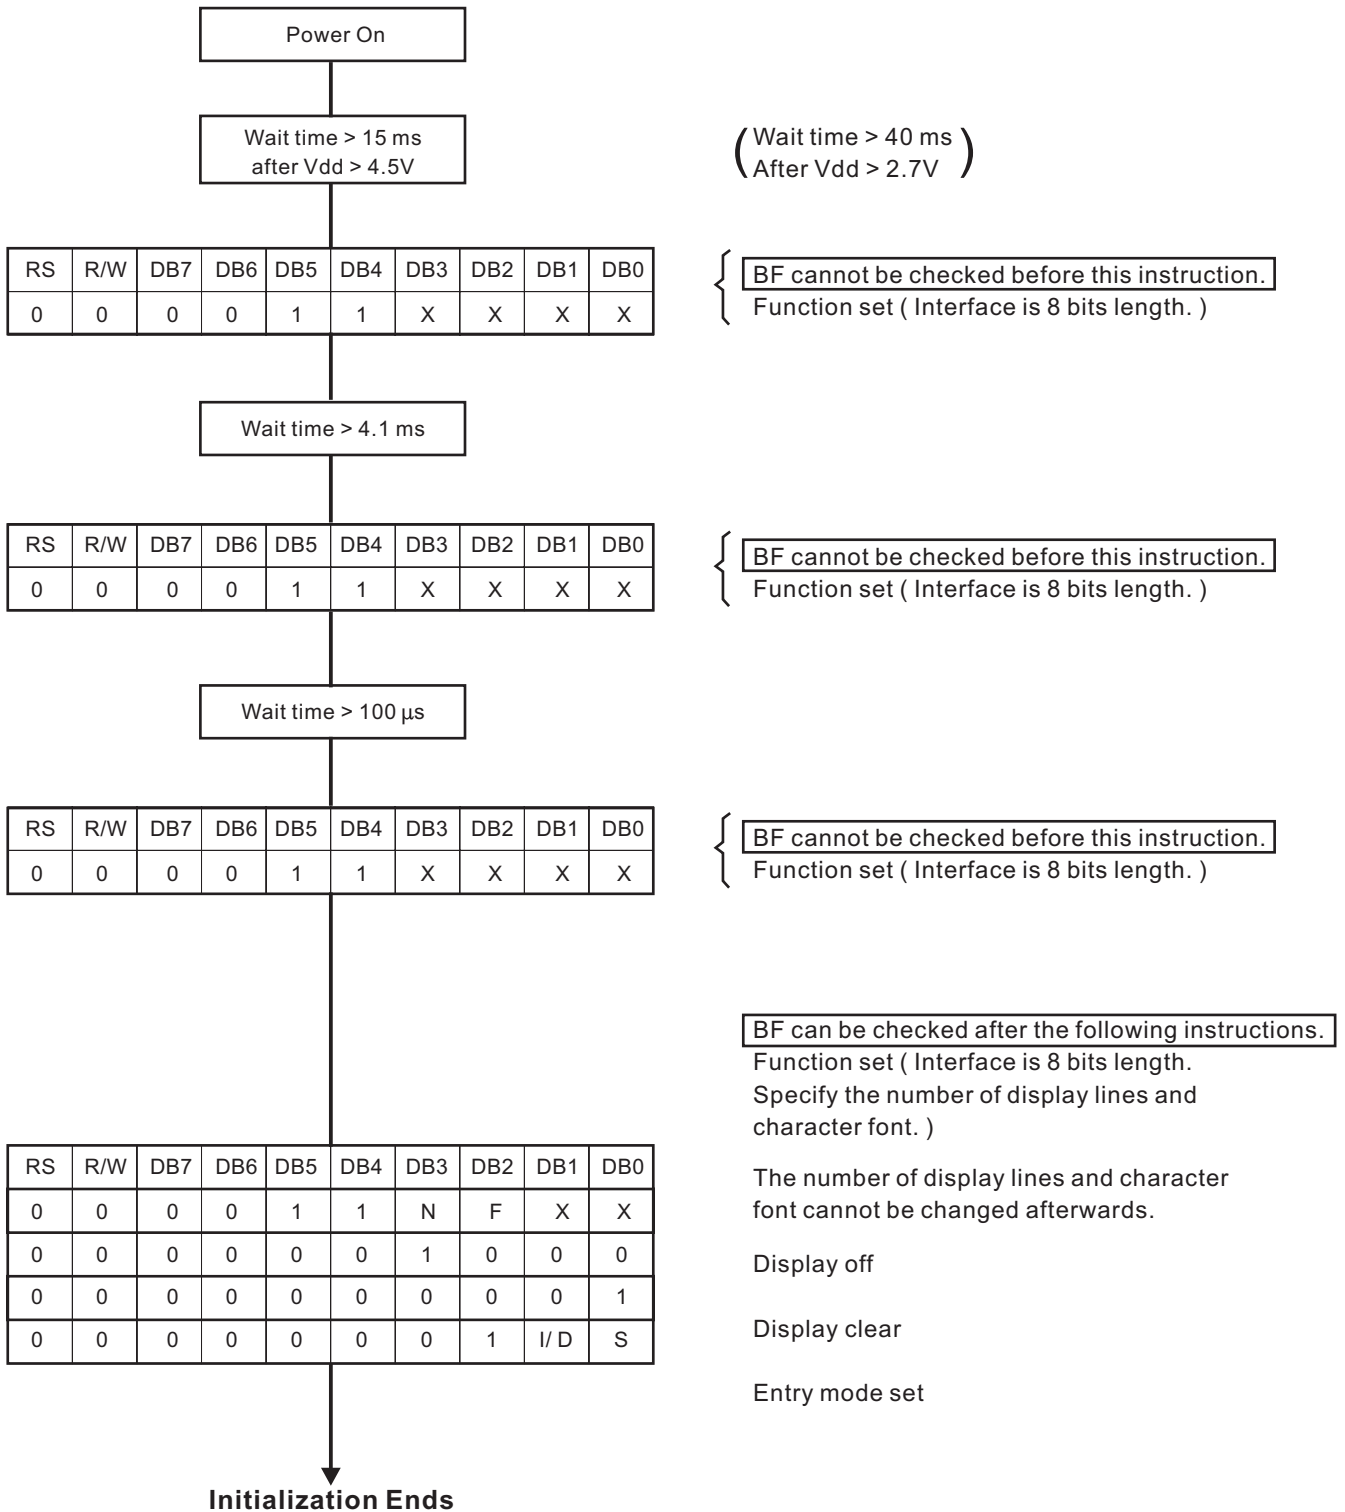 Power On
Wait time > 15 ms
after Vdd > 4.5V
(Wait time > 40 ms
After Vdd > 2.7V)
RS R/W DB7 DB6 DB5 DB4 DB3 DB2 DB1 DB0
0 0 0 0 1 1 X X X X
BF cannot be checked before this instruction.
Function set ( Interface is 8 bits length. )
Wait time > 4.1 ms
RS R/W DB7 DB6 DB5 DB4 DB3 DB2 DB1 DB0
0 0 0 0 1 1 X X X X
BF cannot be checked before this instruction.
Function set ( Interface is 8 bits length. )
Wait time > 100 µs
RS R/W DB7 DB6 DB5 DB4 DB3 DB2 DB1 DB0
0 0 0 0 1 1 X X X X
BF cannot be checked before this instruction.
Function set ( Interface is 8 bits length. )
BF can be checked after the following instructions.
Function set ( Interface is 8 bits length.
Specify the number of display lines and
character font. )
RS R/W DB7 DB6 DB5 DB4 DB3 DB2 DB1 DB0
0 0 0 0 1 1 N F X X
0 0 0 0 0 0 1 0 0 0
0 0 0 0 0 0 0 0 0 1
0 0 0 0 0 0 0 1 I/ D S
The number of display lines and character
font cannot be changed afterwards.
Display off
Display clear
Entry mode set
Initialization Ends